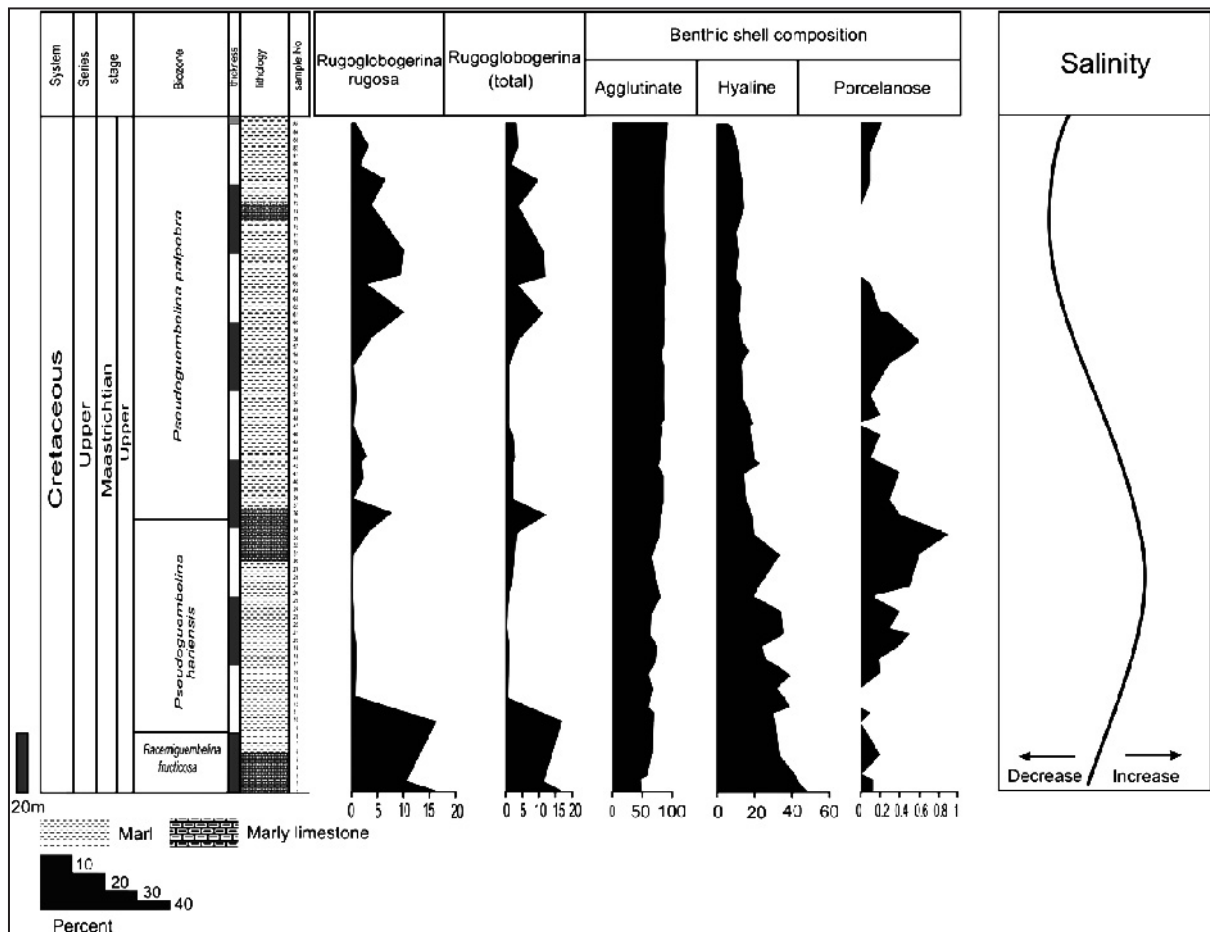 System
Series
stage
Biozone
thickness
lithology
sample No
Rugoglobogerina
rugosa
Rugoglobogerina
(total)
Benthic shell composition
Agglutinate
Hyaline
Porcelanose
Salinity
Cretaceous
Upper
Maastrichtian
Upper
Paeudoguembelina palpobra
Pseudoguembelina
hariensis
Racemiguembelina
fructicosa
Decrease
Increase
20m
0 5 10 15 20
0 5 10 15 20
0 50 100
0 20 40 60
0 0.2 0.4 0.6 0.8 1
Marl
Marly limestone
10
20
30
40
Percent